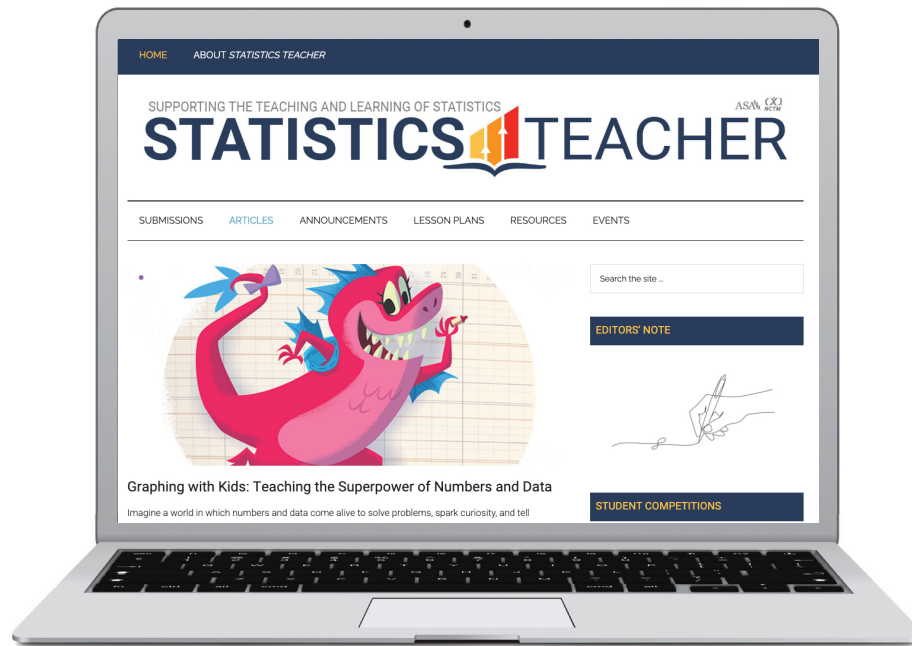 HOME ABOUT STATISTICS TEACHER
SUPPORTING THE TEACHING AND LEARNING OF STATISTICS
ASA NCTM
STATISTICS TEACHER
SUBMISSIONS ARTICLES ANNOUNCEMENTS LESSON PLANS RESOURCES EVENTS
Search the site ...
EDITORS' NOTE
Graphing with Kids: Teaching the Superpower of Numbers and Data
Imagine a world in which numbers and data come alive to solve problems, spark curiosity, and tell
STUDENT COMPETITIONS